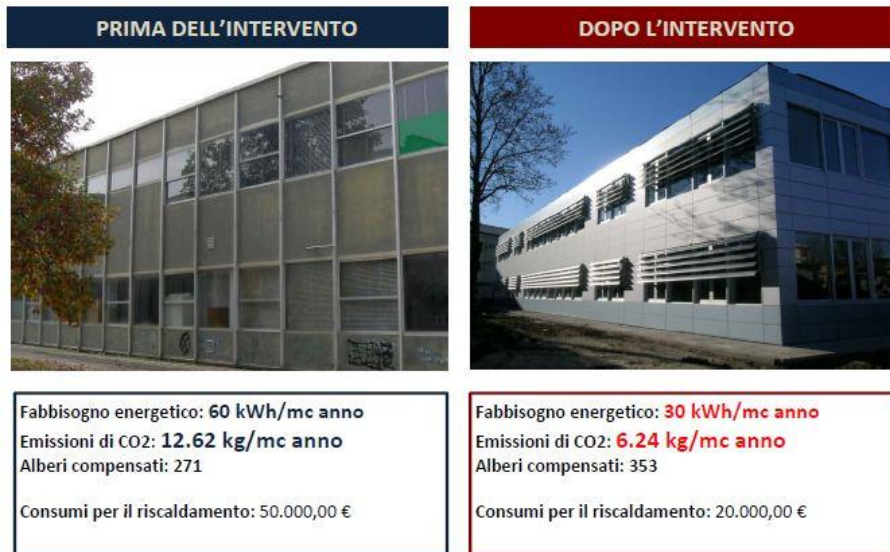 PRIMA DELL'INTERVENTO
Fabbisogno energetico: 60 kWh/mc anno
Emissioni di CO2: 12.62 kg/mc anno
Alberi compensati: 271
Consumi per il riscaldamento: 50.000,00 €
DOPO L'INTERVENTO
Fabbisogno energetico: 30 kWh/mc anno
Emissioni di CO2: 6.24 kg/mc anno
Alberi compensati: 353
Consumi per il riscaldamento: 20.000,00 €